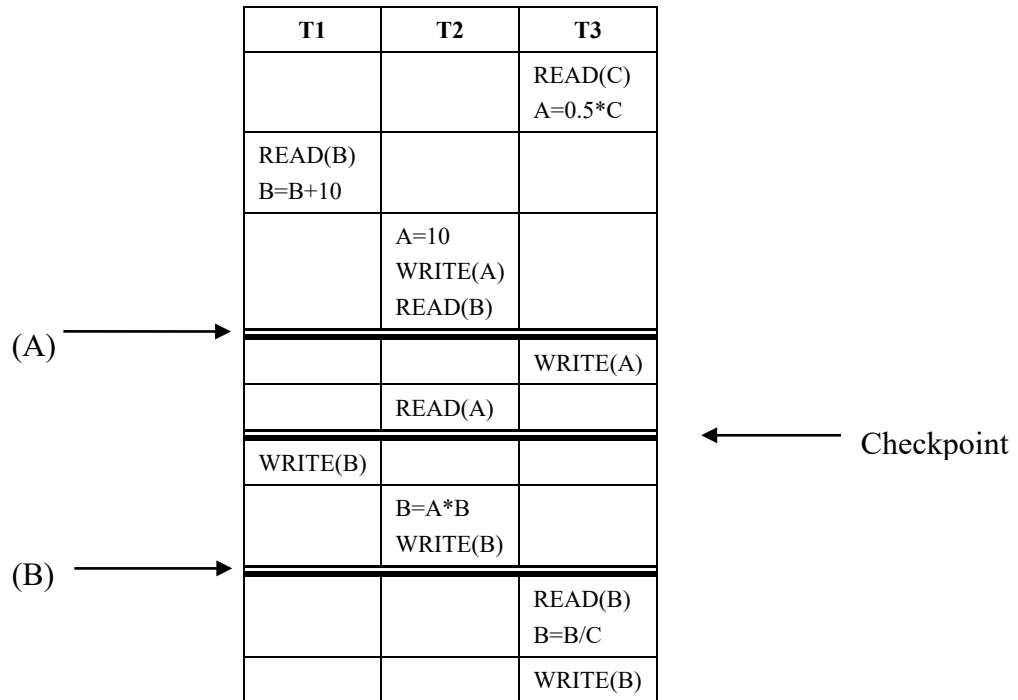 T1 T2 T3
READ(C)
A=0.5*C
READ(B)
B=B+10
A=10
WRITE(A)
READ(B)
(A)
WRITE(A)
READ(A)
Checkpoint
WRITE(B)
B=A*B
WRITE(B)
(B)
READ(B)
B=B/C
WRITE(B)